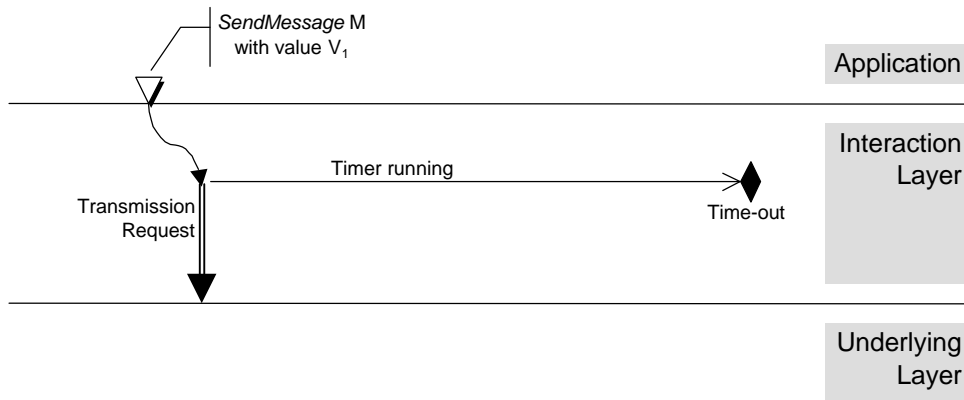 SendMessage M
with value V₁
Application
Interaction
Layer
Timer running
Transmission
Request
Time-out
Underlying
Layer